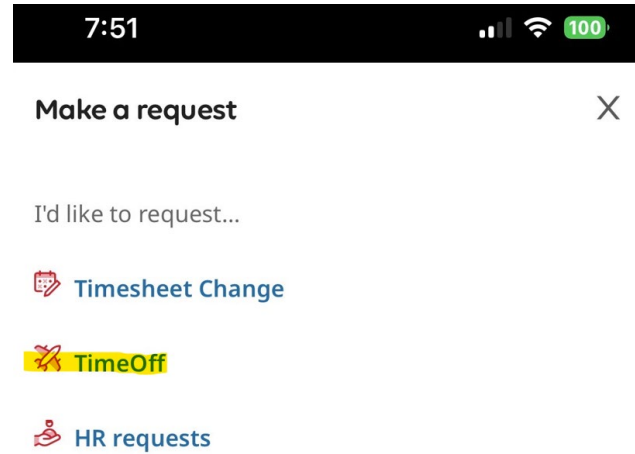 7:51
100
Make a request
X
I'd like to request...
Timesheet Change
TimeOff
HR requests